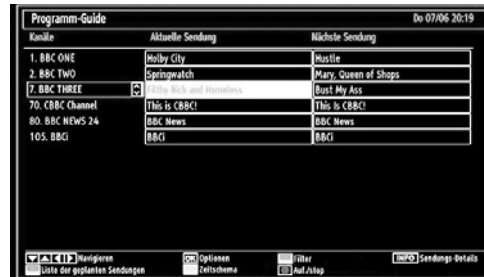 Programm-Guide Do 07/06 20:19
Kanäle Aktuelle Sendung Nächste Sendung
1. BBC ONE Holby City Hustle
2. BBC TWO Springwatch Mary, Queen of Shops
7. BBC THREE Filthy Rich and Homeless Bust My Ass
70. CBBC Channel This is CBBC! This Is CBBC!
80. BBC NEWS 24 BBC News BBC News
105. BBCi BBCi BBCi
Navigieren OK Optionen Filter INFO Sendungs-Details
Liste der geplanten Sendungen Zeitschema Auf./stop